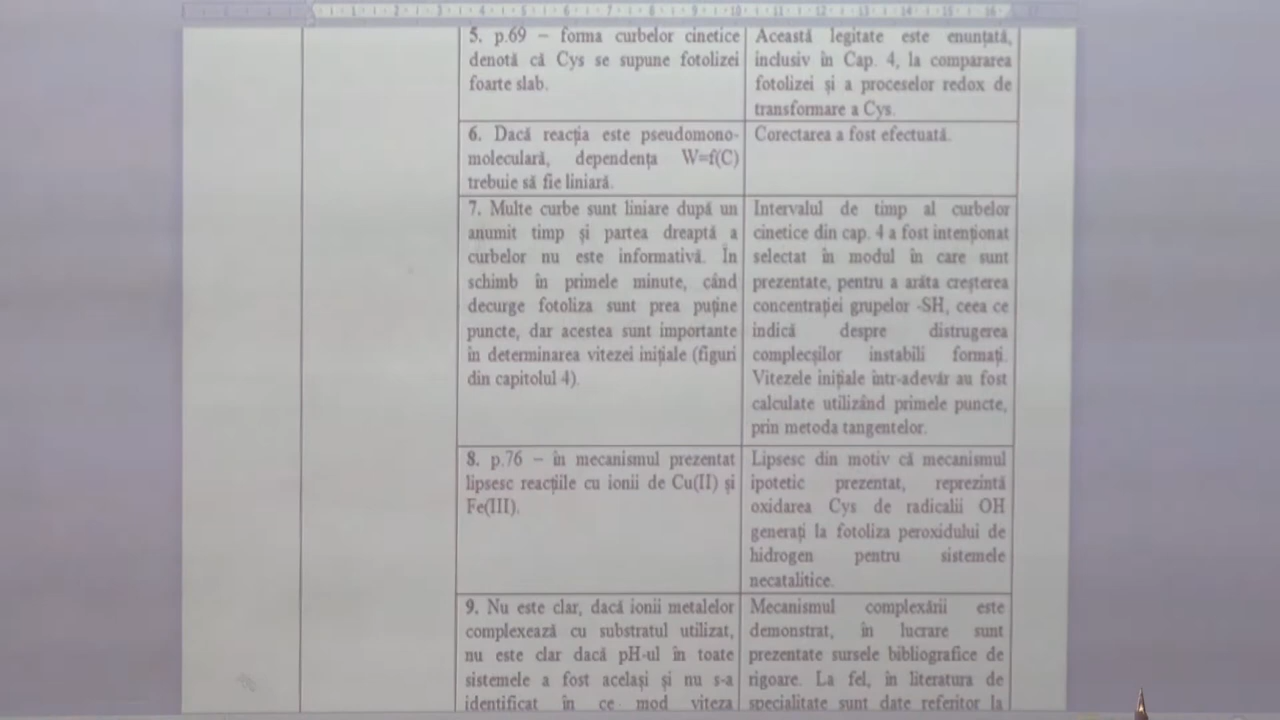 5. p.69 – forma curbelor cinetice
denotă că Cys se supune fotolizei
foarte slab.
Această legitate este enunțată,
inclusiv în Cap. 4, la compararea
fotolizei și a proceselor redox de
transformare a Cys.
6. Dacă reacția este pseudomono-
moleculară, dependența W=f(C)
trebuie să fie liniară.
Corectarea a fost efectuată.
7. Multe curbe sunt liniare după un
anumit timp și partea dreaptă a
curbelor nu este informativă. În
schimb în primele minute, când
decurge fotoliza sunt prea puține
puncte, dar acestea sunt importante
în determinarea vitezei inițiale (figuri
din capitolul 4).
Intervalul de timp al curbelor
cinetice din cap. 4 a fost intenționat
selectat în modul în care sunt
prezentate, pentru a arăta creșterea
concentrației grupelor -SH, ceea ce
indică despre distrugerea
complecșilor instabili formați.
Vitezele inițiale într-adevăr au fost
calculate utilizând primele puncte,
prin metoda tangentelor.
8. p.76 – în mecanismul prezentat
lipsesc reacțiile cu ionii de Cu(II) și
Fe(III).
Lipsesc din motiv că mecanismul
ipotetic prezentat, reprezintă
oxidarea Cys de radicalii OH
generați la fotoliza peroxidului de
hidrogen pentru sistemele
necatalitice.
9. Nu este clar, dacă ionii metalelor
complexează cu substratul utilizat,
nu este clar dacă pH-ul în toate
sistemele a fost același și nu s-a
identificat în ce mod viteza
Mecanismul complexării este
demonstrat, în lucrare sunt
prezentate sursele bibliografice de
rigoare. La fel, în literatura de
specialitate sunt date referitor la